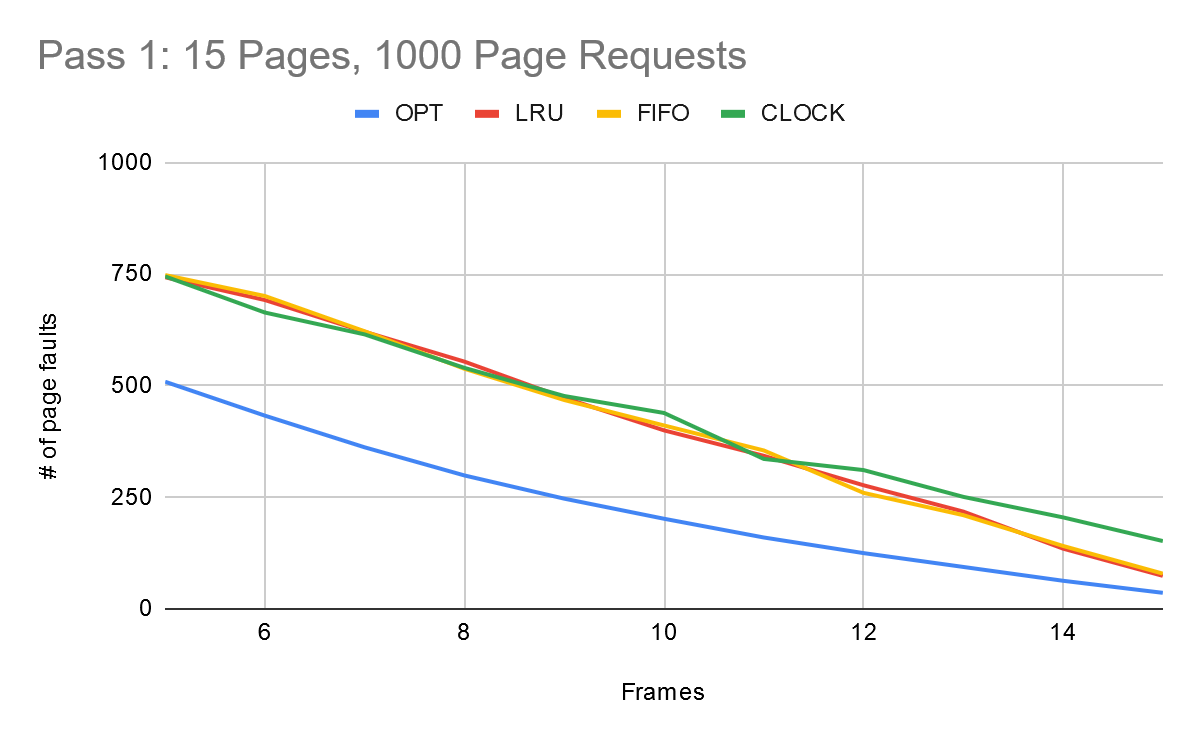 Pass 1: 15 Pages, 1000 Page Requests
OPT LRU FIFO CLOCK
1000
750
500
250
0
# of page faults
6 8 10 12 14
Frames